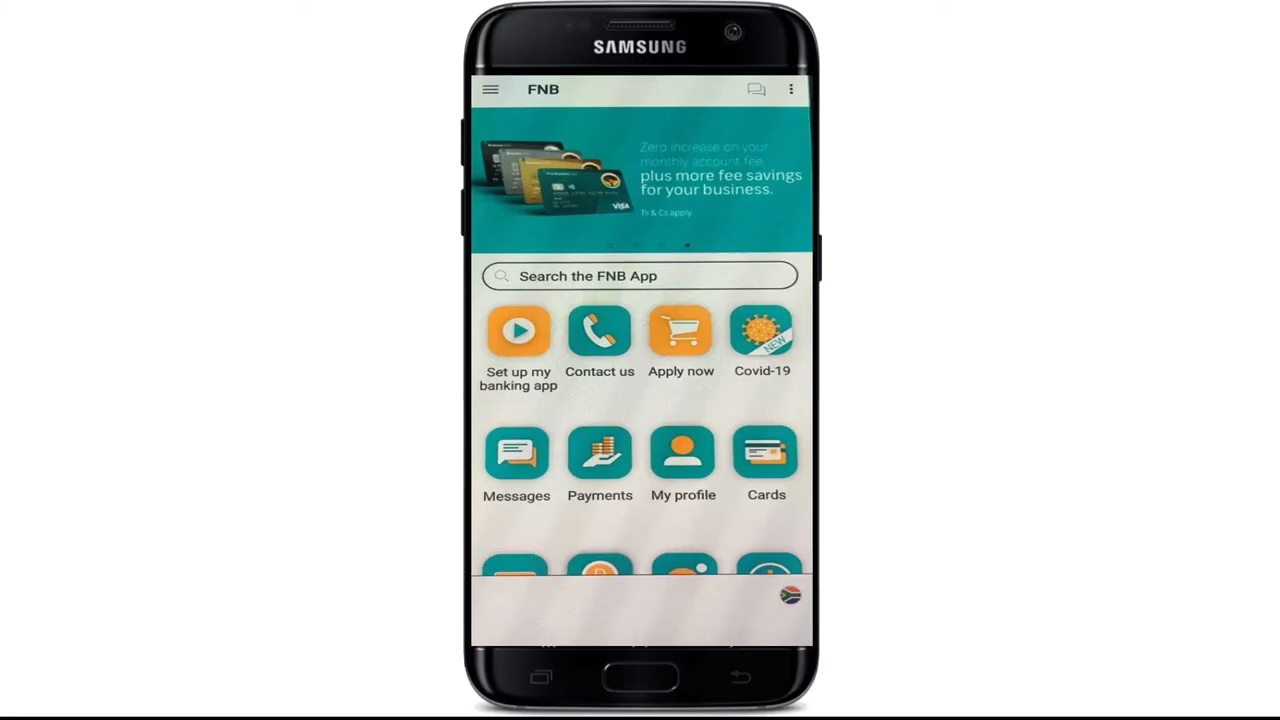 SAMSUNG
FNB
Zero increase on your
monthly account fee,
plus more fee savings
for your business.
Ts & Cs apply.
VISA
Search the FNB App
NEW
Set up my
banking app
Contact us
Apply now
Covid-19
Messages
Payments
My profile
Cards